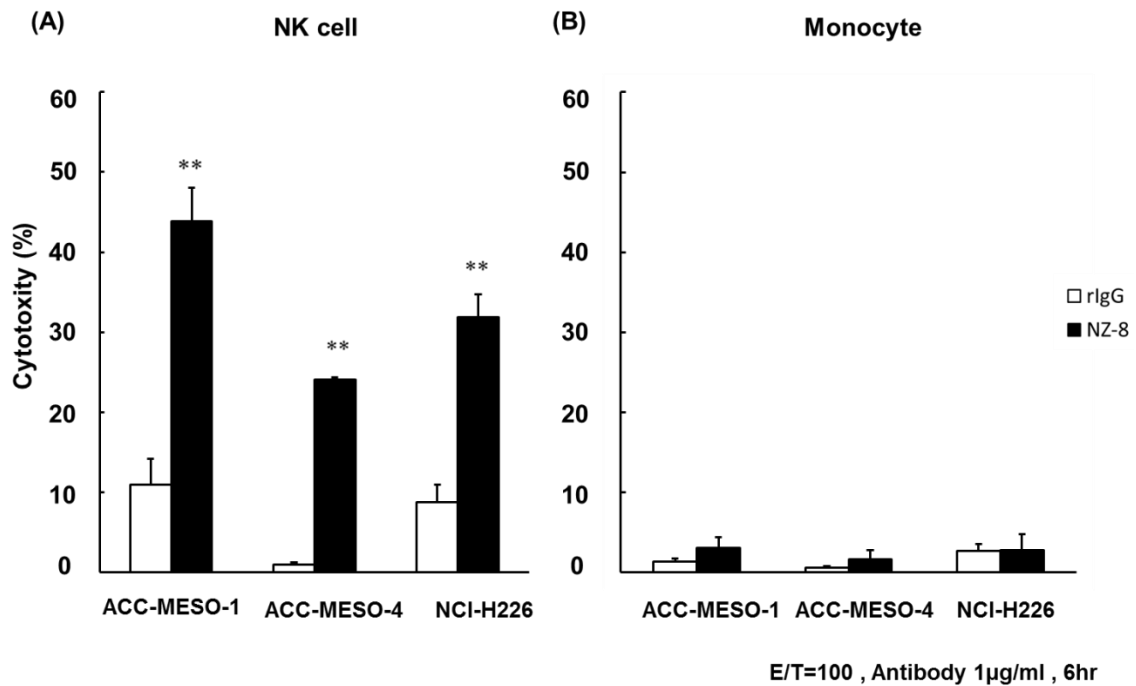 (A)
NK cell
60
50
40
30
20
10
0
Cytotoxity (%)
**
**
**
ACC-MESO-1
ACC-MESO-4
NCI-H226
(B)
Monocyte
60
50
40
30
20
10
0
ACC-MESO-1
ACC-MESO-4
NCI-H226
rIgG
NZ-8
E/T=100 , Antibody 1µg/ml , 6hr